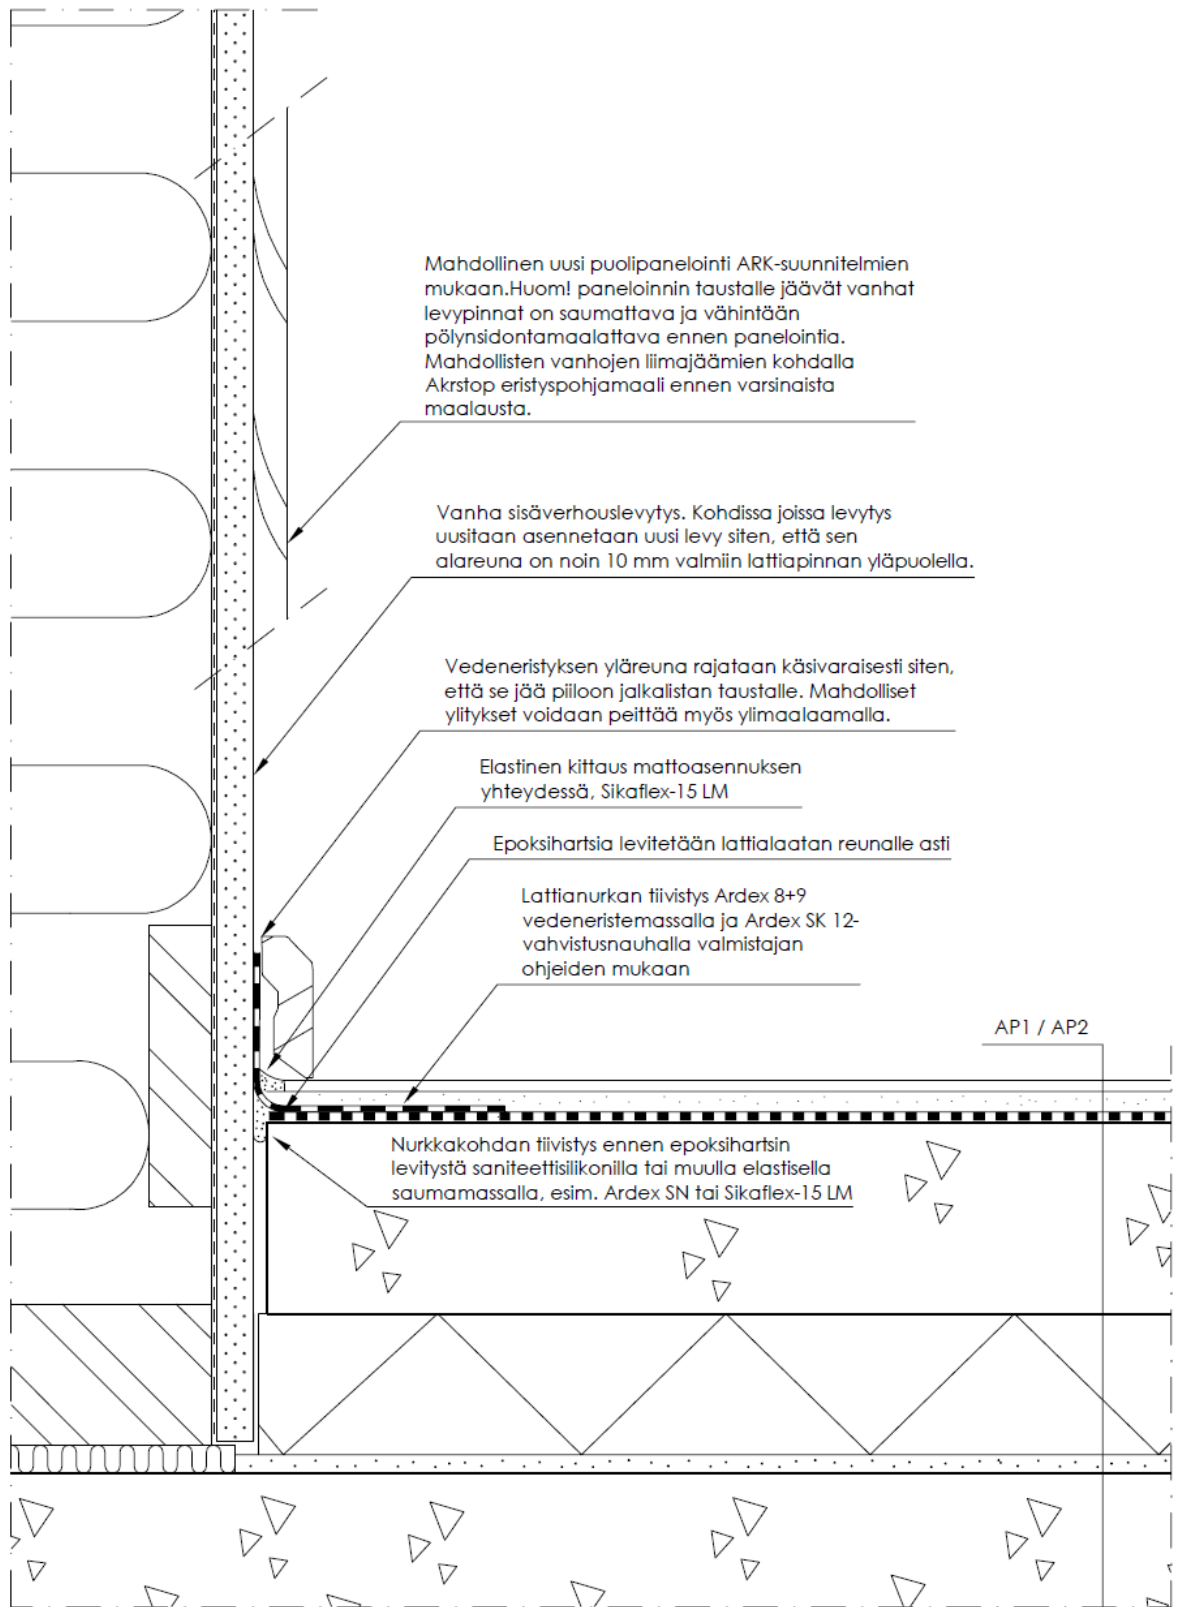 Mahdollinen uusi puolipanelointi ARK-suunnitelmien
mukaan.Huom! paneloinnin taustalle jäävät vanhat
levypinnat on saumattava ja vähintään
pölynsidontamaalattava ennen panelointia.
Mahdollisten vanhojen liimajäämien kohdalla
Akrstop eristyspohjamaali ennen varsinaista
maalausta.
Vanha sisäverhouslevytys. Kohdissa joissa levytys
uusitaan asennetaan uusi levy siten, että sen
alareuna on noin 10 mm valmiin lattiapinnan yläpuolella.
Vedeneristyksen yläreuna rajataan käsivaraisesti siten,
että se jää piiloon jalkalistan taustalle. Mahdolliset
ylitykset voidaan peittää myös ylimaalaamalla.
Elastinen kittaus mattoasennuksen
yhteydessä, Sikaflex-15 LM
Epoksihartsia levitetään lattialaatan reunalle asti
Lattianurkan tiivistys Ardex 8+9
vedeneristemassalla ja Ardex SK 12-
vahvistusnauhalla valmistajan
ohjeiden mukaan
AP1 / AP2
Nurkkakohdan tiivistys ennen epoksihartsin
levitystä saniteettisilikonilla tai muulla elastisella
saumamassalla, esim. Ardex SN tai Sikaflex-15 LM